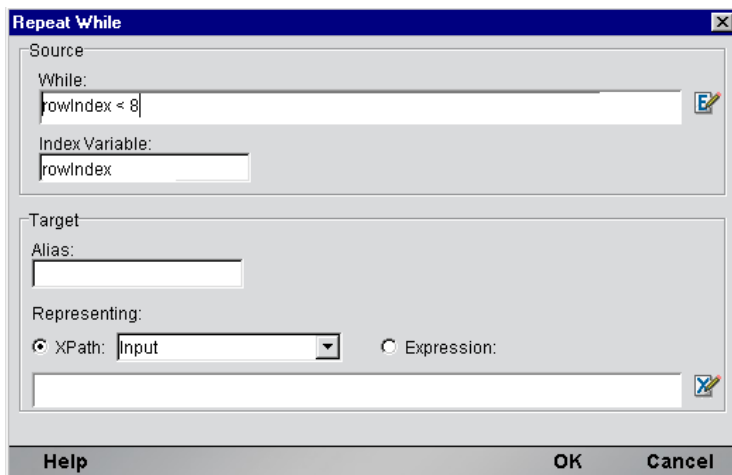 Repeat While
Source
While:
rowIndex < 8
Index Variable:
rowIndex
Target
Alias:
Representing:
XPath: Input Expression:
Help OK Cancel